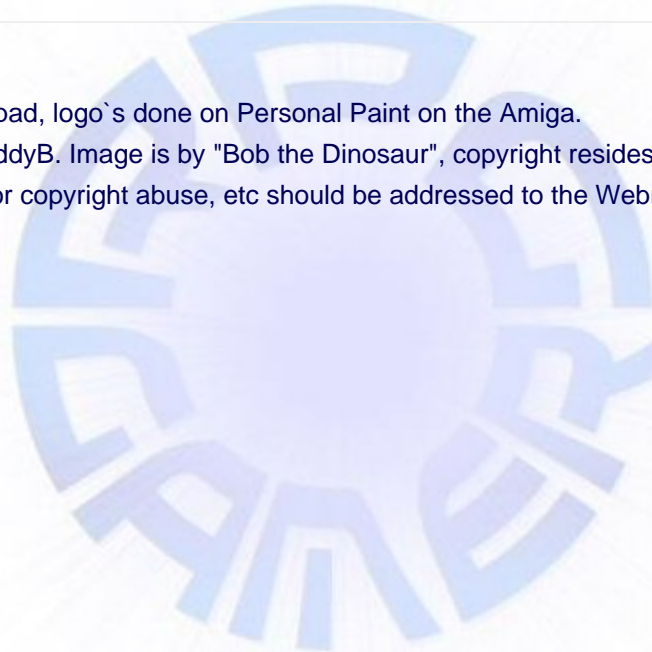 oad, logo`s done on Personal Paint on the Amiga.
ddyB. Image is by "Bob the Dinosaur", copyright resides
or copyright abuse, etc should be addressed to the Web